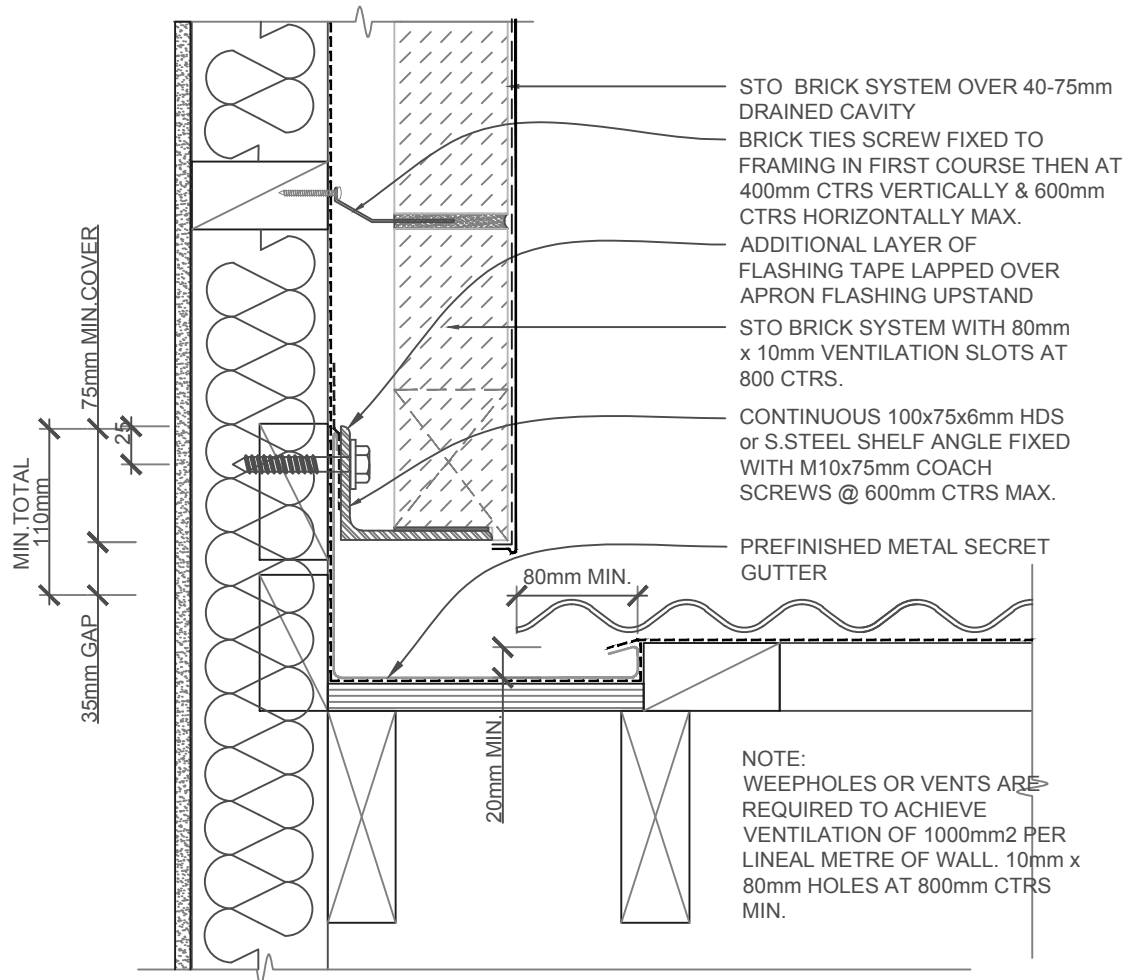 STO BRICK SYSTEM OVER 40-75mm
DRAINED CAVITY
BRICK TIES SCREW FIXED TO
FRAMING IN FIRST COURSE THEN AT
400mm CTRS VERTICALLY & 600mm
CTRS HORIZONTALLY MAX.
ADDITIONAL LAYER OF
FLASHING TAPE LAPPED OVER
APRON FLASHING UPSTAND
STO BRICK SYSTEM WITH 80mm
x 10mm VENTILATION SLOTS AT
800 CTRS.
CONTINUOUS 100x75x6mm HDS
or S.STEEL SHELF ANGLE FIXED
WITH M10x75mm COACH
SCREWS @ 600mm CTRS MAX.
PREFINISHED METAL SECRET
GUTTER
75mm MIN.COVER
25
MIN.TOTAL
110mm
35mm GAP
80mm MIN.
20mm MIN.
NOTE:
WEEPHOLES OR VENTS ARE
REQUIRED TO ACHIEVE
VENTILATION OF 1000mm2 PER
LINEAL METRE OF WALL. 10mm x
80mm HOLES AT 800mm CTRS
MIN.